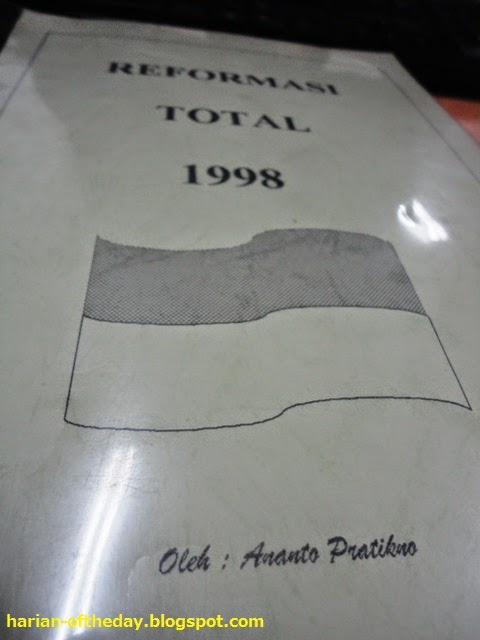 REFORMASI
TOTAL
1998
Oleh : Ananto Pratikno
harian-oftheday.blogspot.com